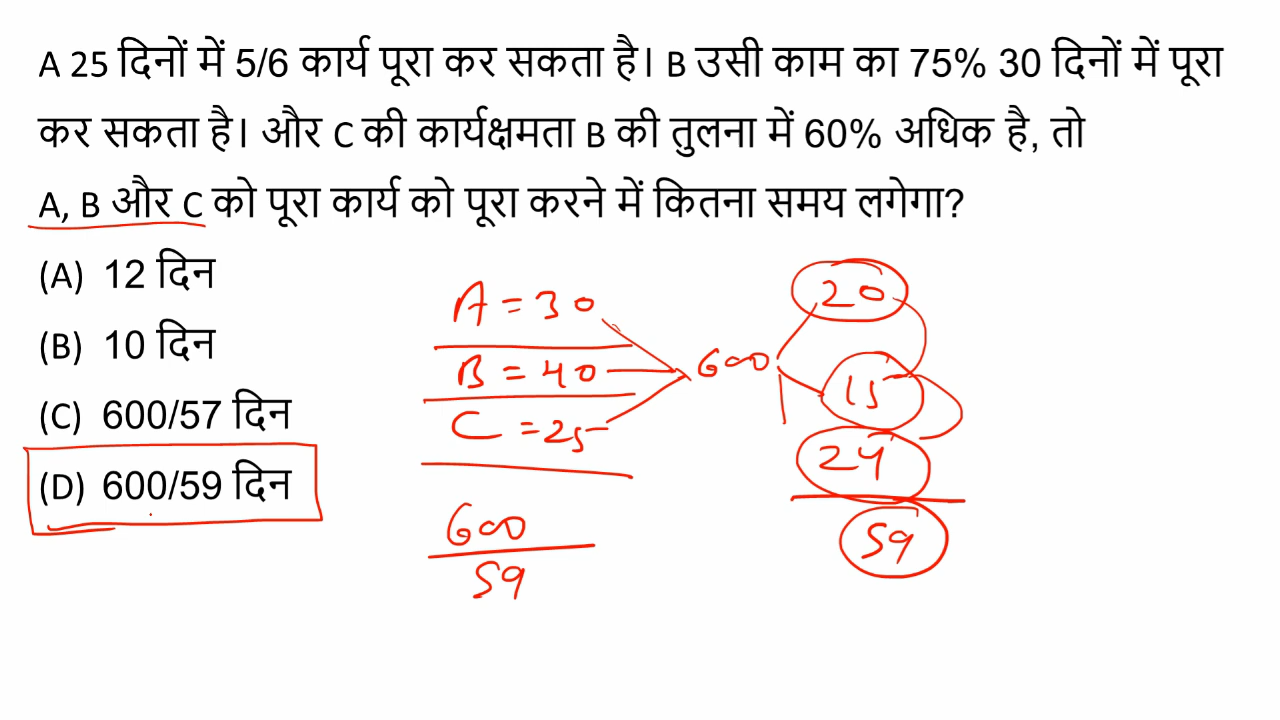 A 25 दिनों में 5/6 कार्य पूरा कर सकता है। B उसी काम का 75% 30 दिनों में पूरा
कर सकता है। और C की कार्यक्षमता B की तुलना में 60% अधिक है, तो
A, B और C को पूरा कार्य को पूरा करने में कितना समय लगेगा?
(A) 12 दिन
(B) 10 दिन
(C) 600/57 दिन
(D) 600/59 दिन
A = 30
B = 40
C = 25
600
20
15
24
59
600
59